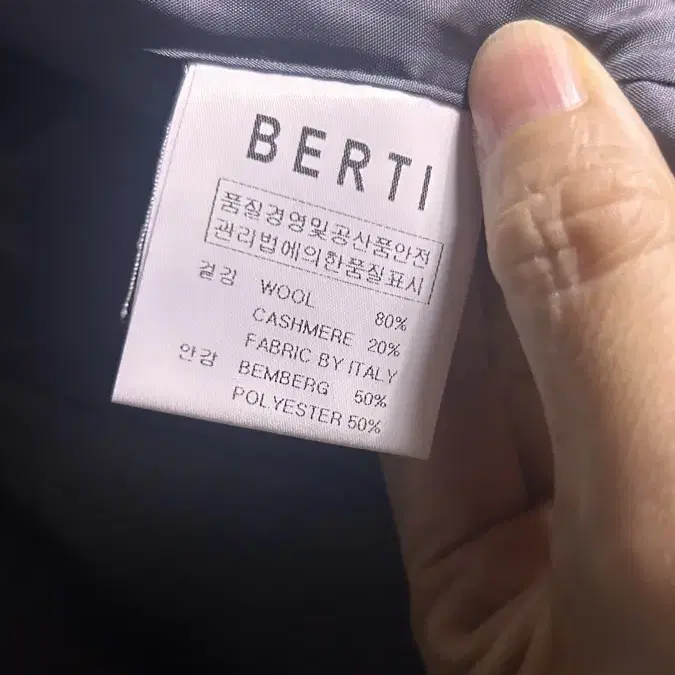 BERTI
품질경영및공산품안전
관리법에의한품질표시
겉감 WOOL 80%
CASHMERE 20%
FABRIC BY ITALY
안감 BEMBERG 50%
POLYESTER 50%